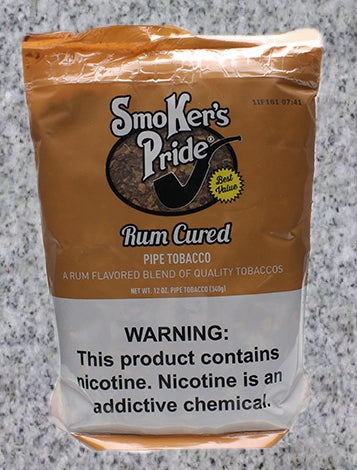 11F161 07:41
SmoKer's
Pride®
Best
Value
Rum Cured
PIPE TOBACCO
A RUM FLAVORED BLEND OF QUALITY TOBACCOS
NET WT. 12 OZ. PIPE TOBACCO (340g)
WARNING:
This product contains
nicotine. Nicotine is an
addictive chemical.